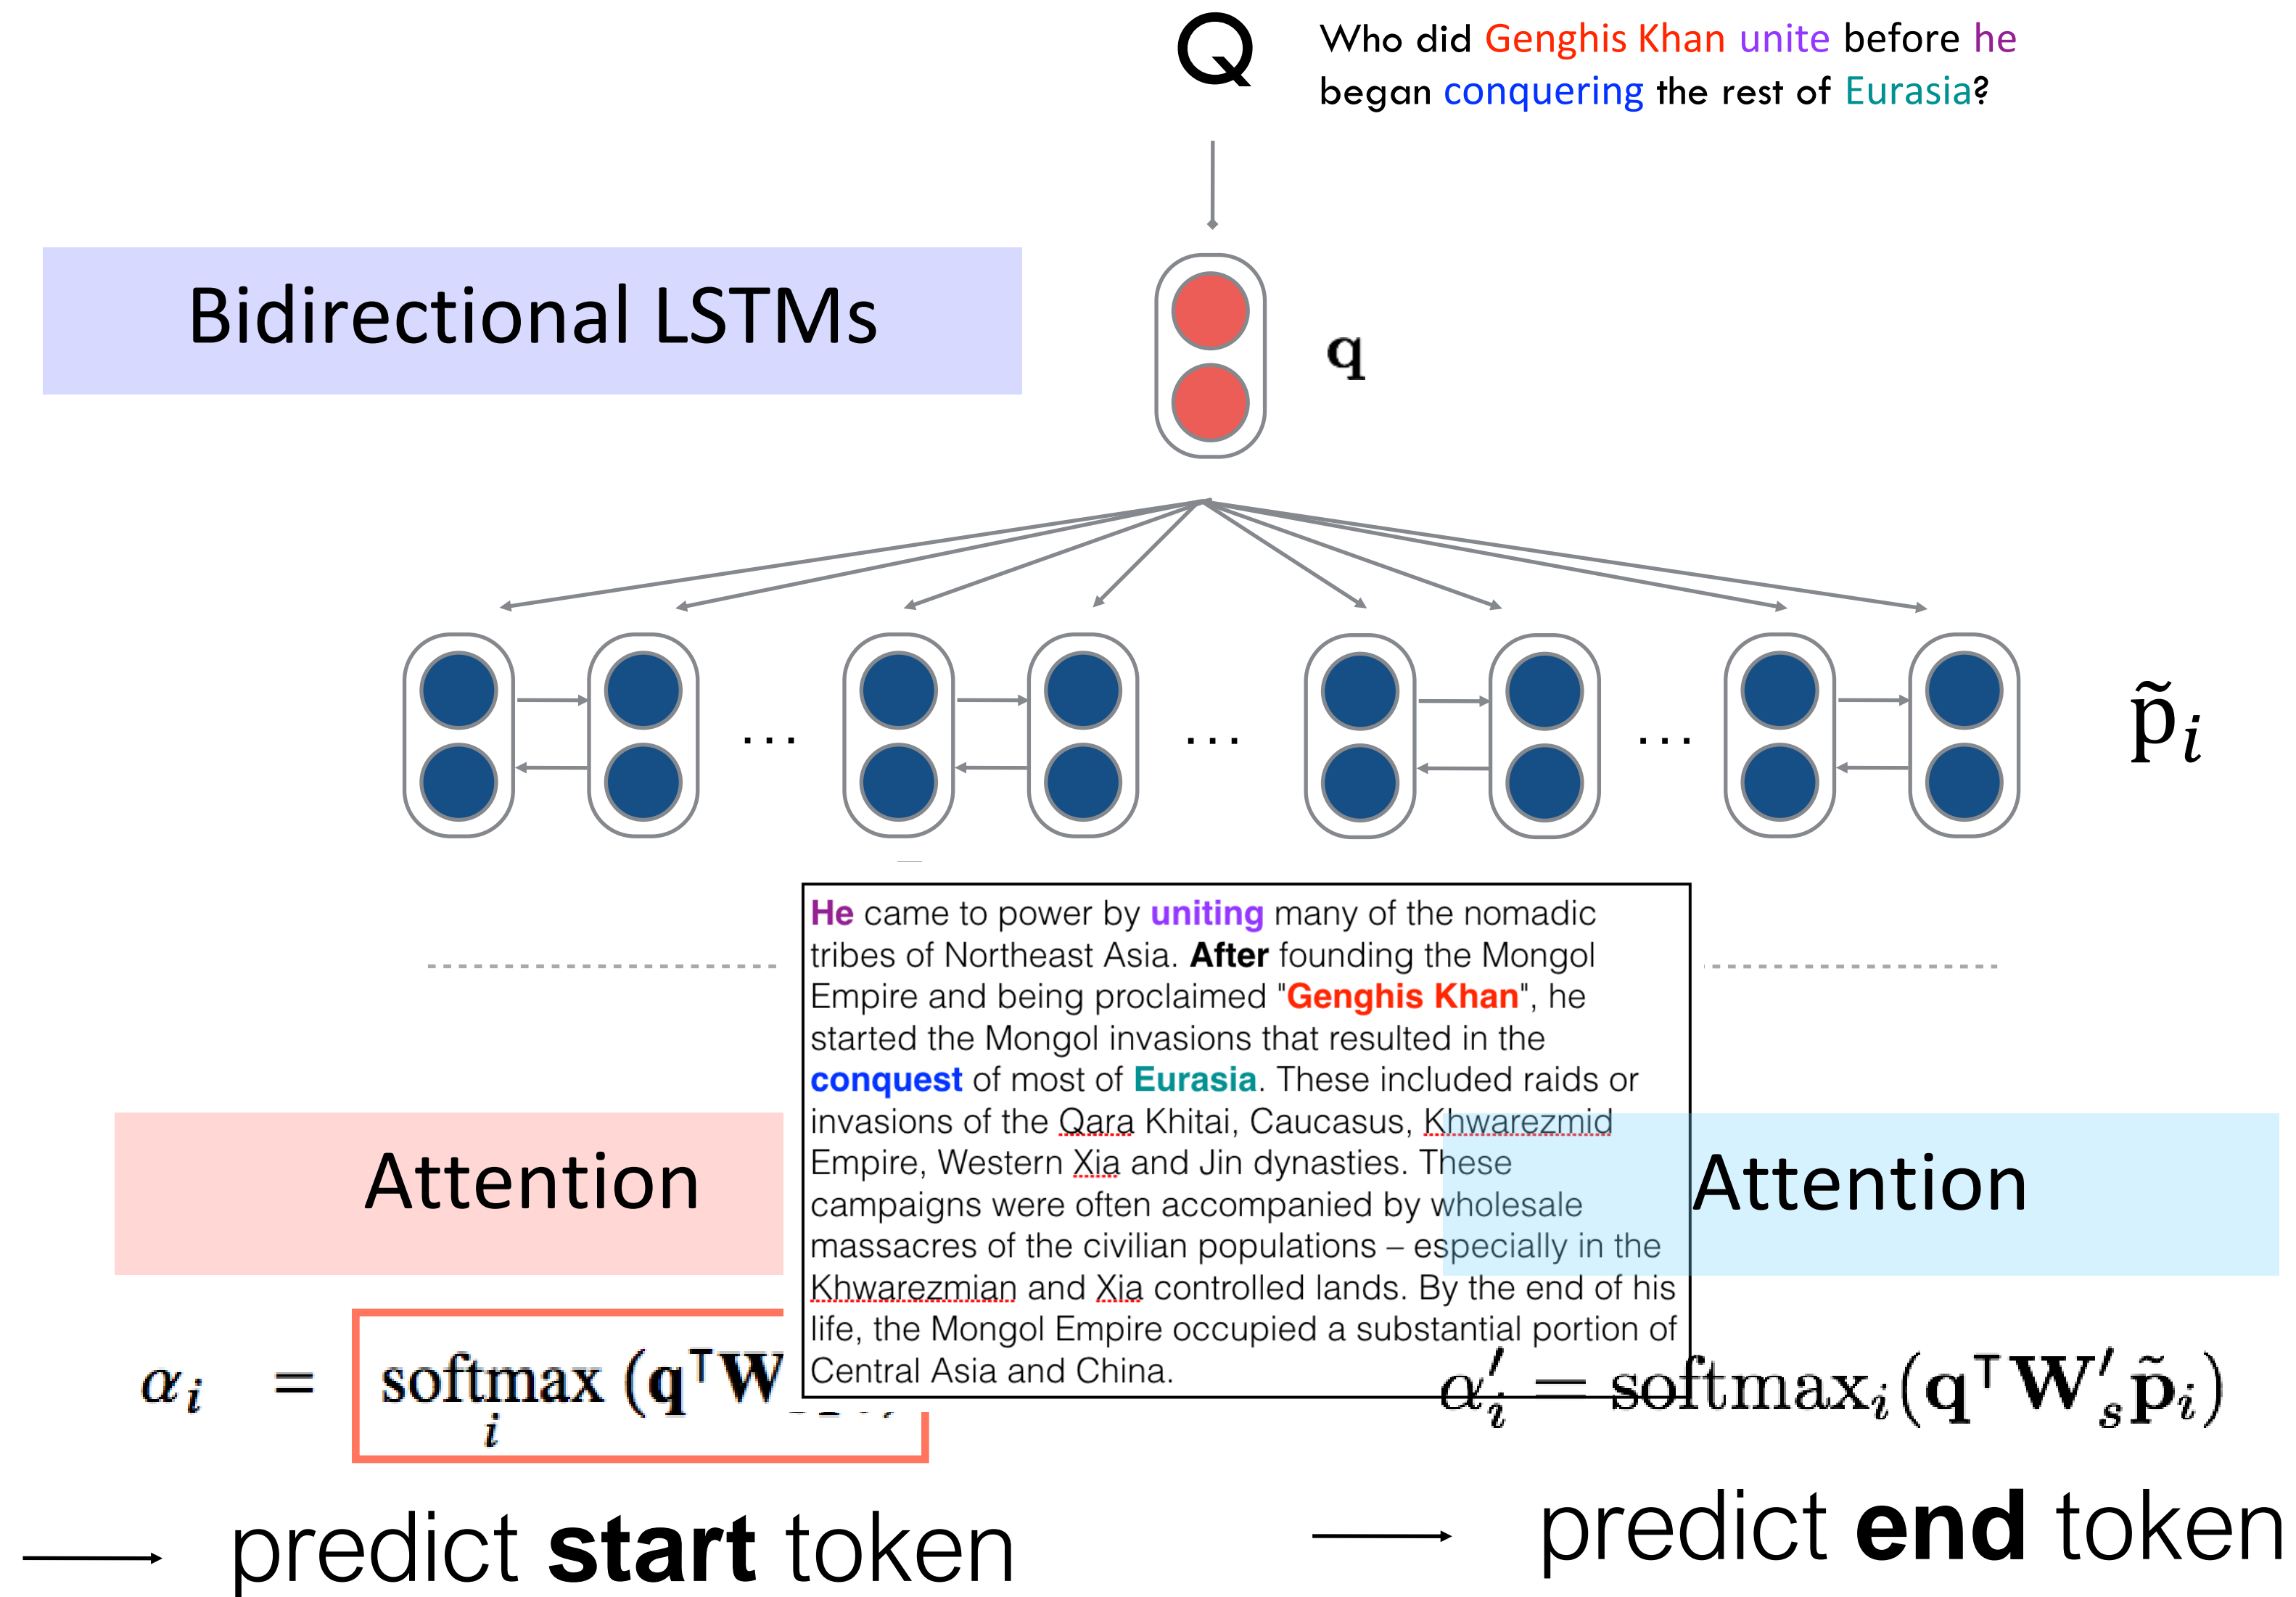 Q
Who did Genghis Khan unite before he
began conquering the rest of Eurasia?
Bidirectional LSTMs
q
... ... ...
p̃ᵢ
He came to power by uniting many of the nomadic
tribes of Northeast Asia. After founding the Mongol
Empire and being proclaimed "Genghis Khan", he
started the Mongol invasions that resulted in the
conquest of most of Eurasia. These included raids or
invasions of the Qara Khitai, Caucasus, Khwarezmid
Empire, Western Xia and Jin dynasties. These
campaigns were often accompanied by wholesale
massacres of the civilian populations – especially in the
Khwarezmian and Xia controlled lands. By the end of his
life, the Mongol Empire occupied a substantial portion of
Central Asia and China.
Attention
αᵢ = softmaxᵢ (qᵀW
predict start token
Attention
α′ᵢ = softmaxᵢ(qᵀW′ₛp̃ᵢ)
predict end token